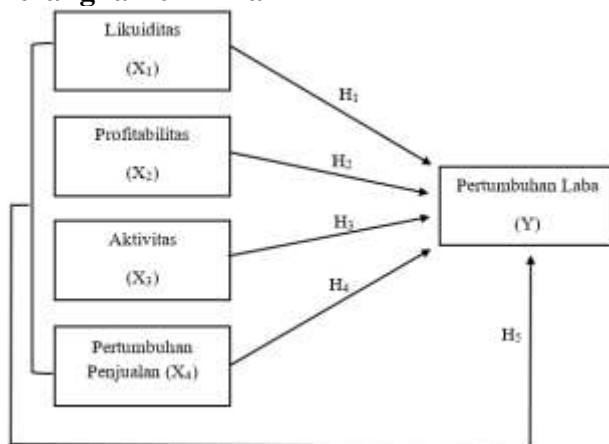 Likuiditas
(X₁)
H₁
Profitabilitas
(X₂)
H₂
Pertumbuhan Laba
(Y)
Aktivitas
(X₃)
H₃
H₄
Pertumbuhan
Penjualan (X₄)
H₅